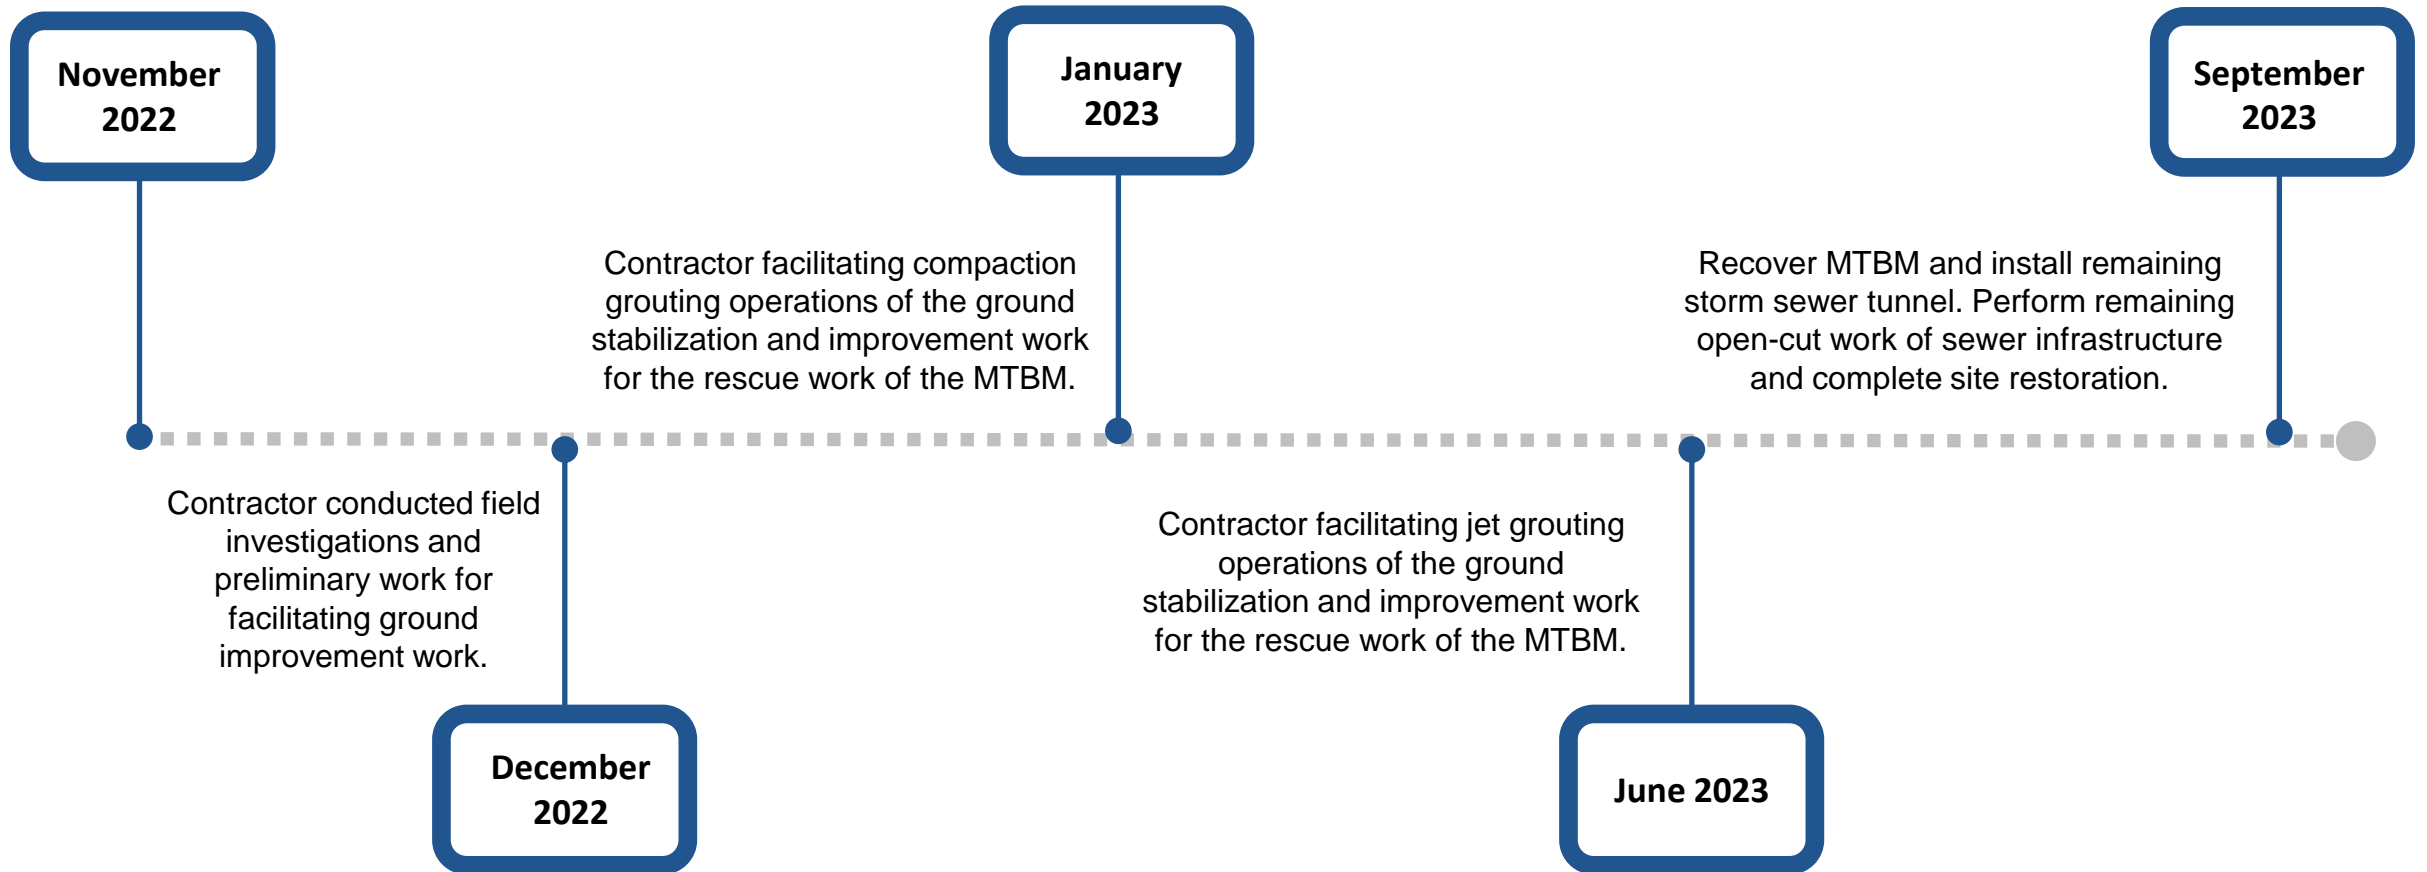 November
2022
January
2023
September
2023
Contractor facilitating compaction
grouting operations of the ground
stabilization and improvement work
for the rescue work of the MTBM.
Recover MTBM and install remaining
storm sewer tunnel. Perform remaining
open-cut work of sewer infrastructure
and complete site restoration.
Contractor conducted field
investigations and
preliminary work for
facilitating ground
improvement work.
Contractor facilitating jet grouting
operations of the ground
stabilization and improvement work
for the rescue work of the MTBM.
December
2022
June 2023